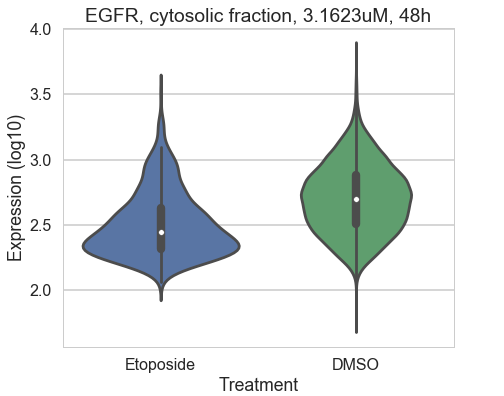 EGFR, cytosolic fraction, 3.1623uM, 48h
Expression (log10)
4.0
3.5
3.0
2.5
2.0
Etoposide
DMSO
Treatment